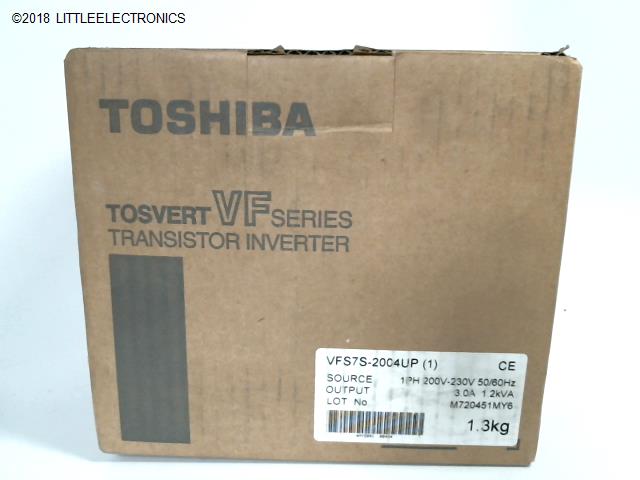 ©2018 LITTLEELECTRONICS
TOSHIBA
TOSVERT VF SERIES
TRANSISTOR INVERTER
VFS7S-2004UP (1) CE
SOURCE 1PH 200V-230V 50/60Hz
OUTPUT 3.0A 1.2kVA
LOT No. M720451MY6
1.3kg